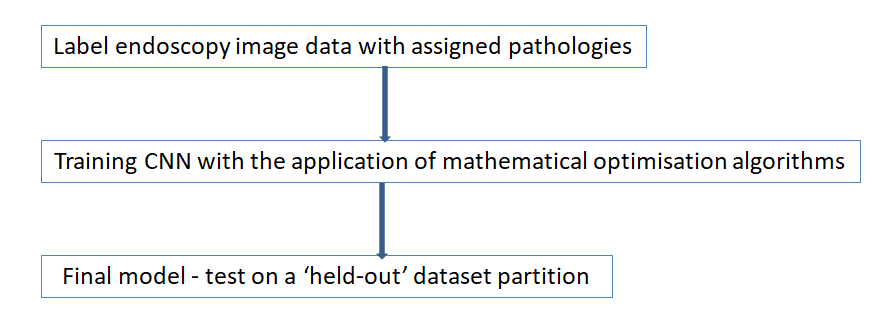 Label endoscopy image data with assigned pathologies
Training CNN with the application of mathematical optimisation algorithms
Final model - test on a ‘held-out’ dataset partition